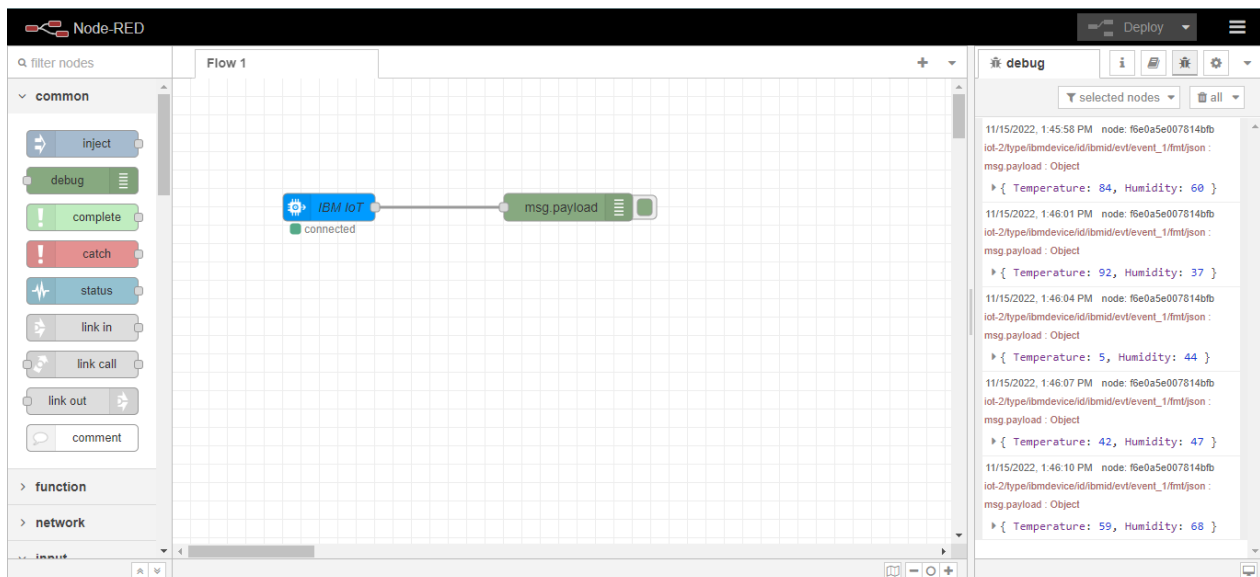 Node-RED
Deploy
filter nodes
common
inject
debug
complete
catch
status
link in
link call
link out
comment
function
network
input
Flow 1
IBM IoT
connected
msg.payload
debug
i
selected nodes
all
11/15/2022, 1:45:58 PM node: f6e0a5e007814bfb
iot-2/type/ibmdevice/id/ibmid/evt/event_1/fmt/json :
msg.payload : Object
{ Temperature: 84, Humidity: 60 }
11/15/2022, 1:46:01 PM node: f6e0a5e007814bfb
iot-2/type/ibmdevice/id/ibmid/evt/event_1/fmt/json :
msg.payload : Object
{ Temperature: 92, Humidity: 37 }
11/15/2022, 1:46:04 PM node: f6e0a5e007814bfb
iot-2/type/ibmdevice/id/ibmid/evt/event_1/fmt/json :
msg.payload : Object
{ Temperature: 5, Humidity: 44 }
11/15/2022, 1:46:07 PM node: f6e0a5e007814bfb
iot-2/type/ibmdevice/id/ibmid/evt/event_1/fmt/json :
msg.payload : Object
{ Temperature: 42, Humidity: 47 }
11/15/2022, 1:46:10 PM node: f6e0a5e007814bfb
iot-2/type/ibmdevice/id/ibmid/evt/event_1/fmt/json :
msg.payload : Object
{ Temperature: 59, Humidity: 68 }